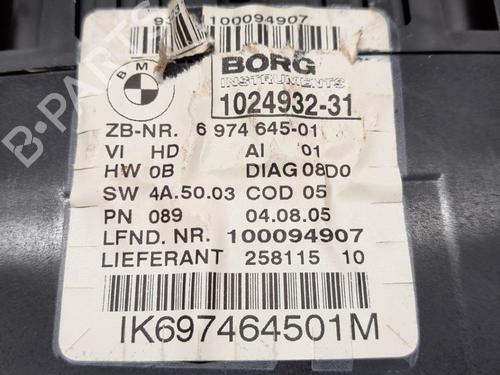 100094907
BMW
BORG
INSTRUMENTS
1024932-31
ZB-NR. 6 974 645-01
VI HD AI 01
HW 0B DIAG 08D0
SW 4A.50.03 COD 05
PN 089 04.08.05
LFND. NR. 100094907
LIEFERANT 258115 10
IK697464501M
B-PARTS